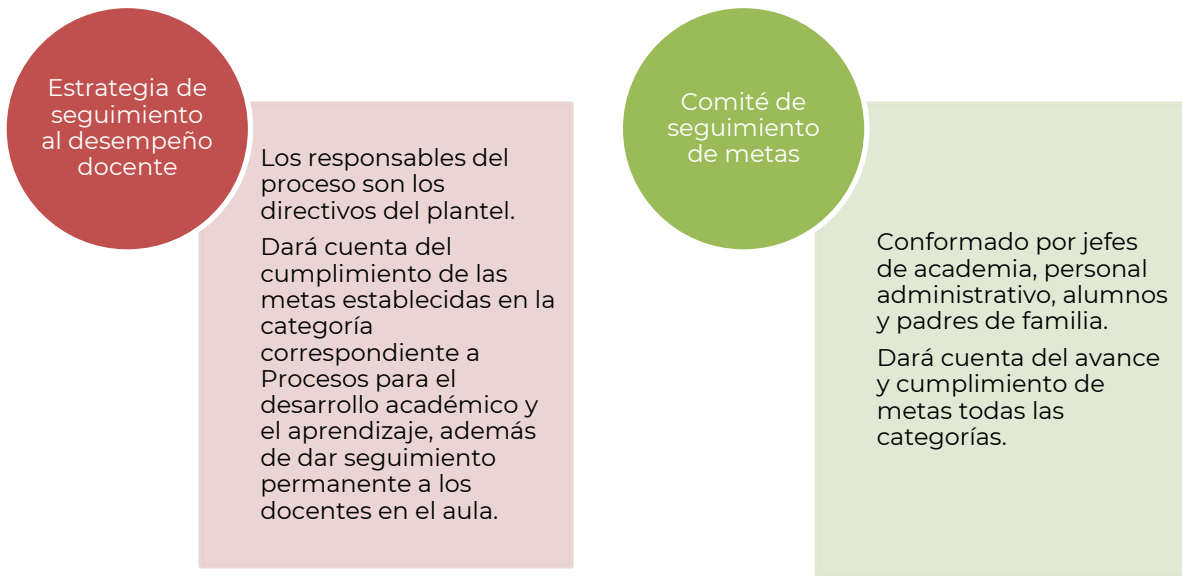 Estrategia de
seguimiento
al desempeño
docente
Los responsables del
proceso son los
directivos del plantel.
Dará cuenta del
cumplimiento de las
metas establecidas en la
categoría
correspondiente a
Procesos para el
desarrollo académico y
el aprendizaje, además
de dar seguimiento
permanente a los
docentes en el aula.
Comité de
seguimiento
de metas
Conformado por jefes
de academia, personal
administrativo, alumnos
y padres de familia.
Dará cuenta del avance
y cumplimiento de
metas todas las
categorías.